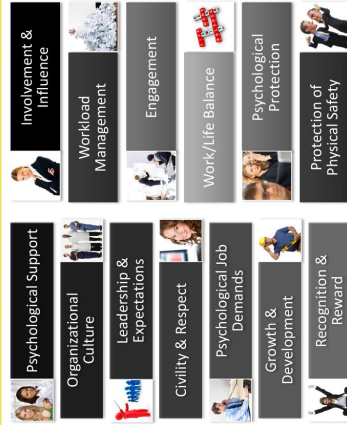 Psychological Support
Organizational
Culture
Leadership &
Expectations
Civility & Respect
Psychological Job
Demands
Growth &
Development
Recognition &
Reward
Involvement &
Influence
Workload
Management
Engagement
Work/Life Balance
Psychological
Protection
Protection of
Physical Safety